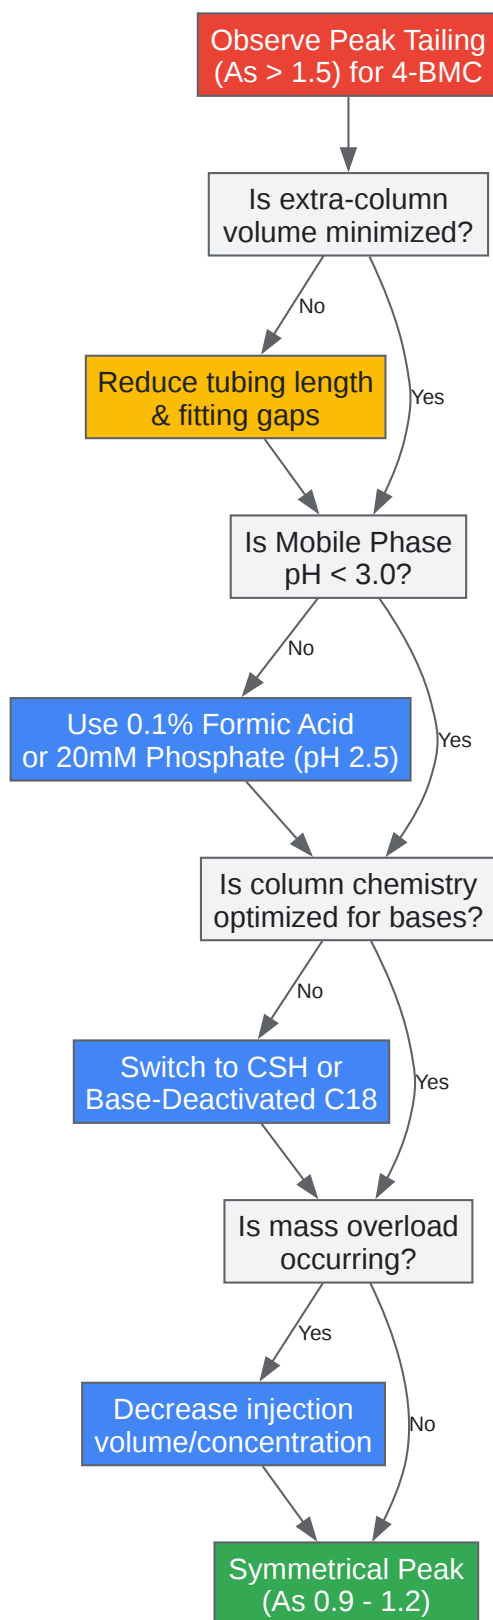 Observe Peak Tailing
(As > 1.5) for 4-BMC
Is extra-column
volume minimized?
No
Reduce tubing length
& fitting gaps
Yes
Is Mobile Phase
pH < 3.0?
No
Use 0.1% Formic Acid
or 20mM Phosphate (pH 2.5)
Yes
Is column chemistry
optimized for bases?
No
Switch to CSH or
Base-Deactivated C18
Yes
Is mass overload
occurring?
Yes
Decrease injection
volume/concentration
No
Symmetrical Peak
(As 0.9 - 1.2)